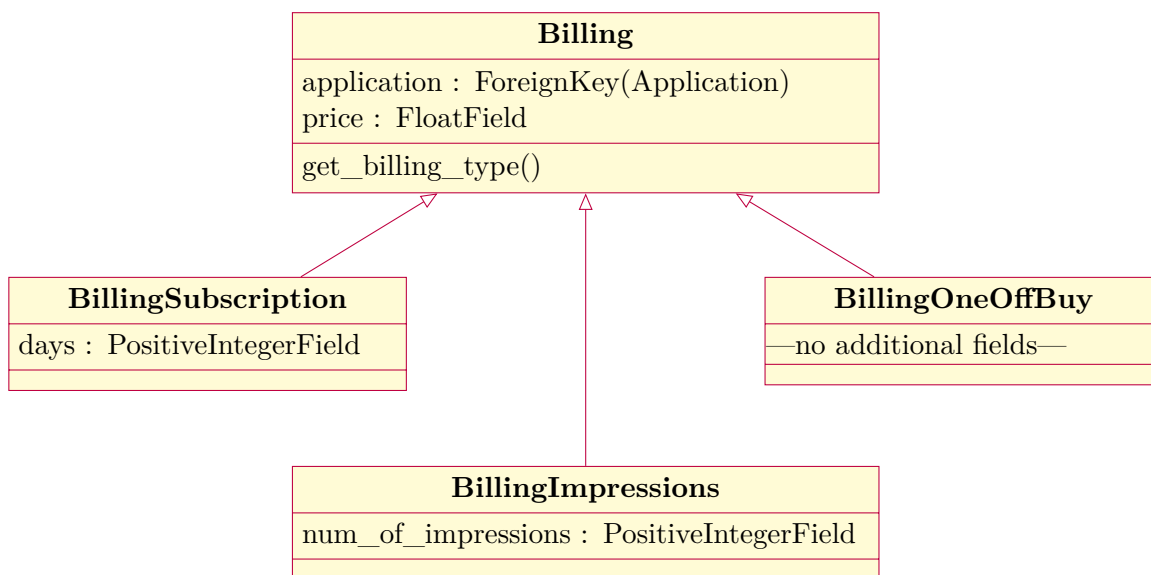 Billing
application : ForeignKey(Application)
price : FloatField
get_billing_type()
BillingSubscription
days : PositiveIntegerField
BillingOneOffBuy
—no additional fields—
BillingImpressions
num_of_impressions : PositiveIntegerField